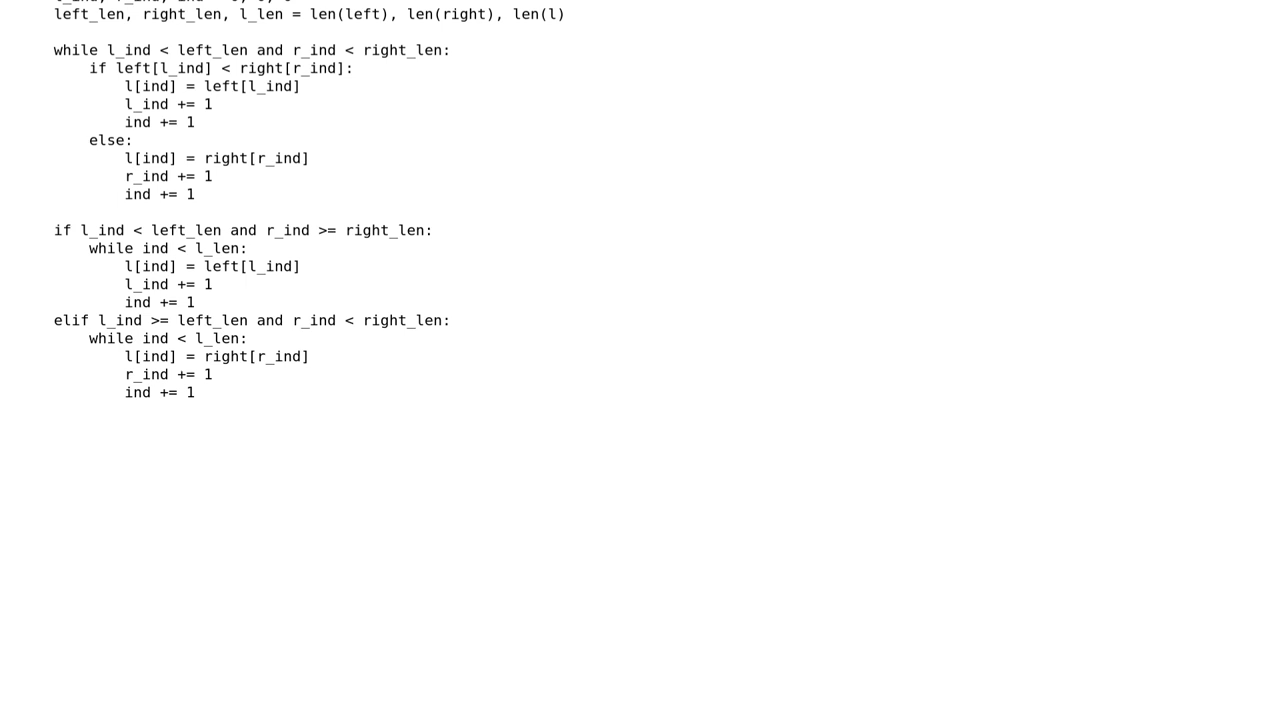 left_len, right_len, l_len = len(left), len(right), len(l)

while l_ind < left_len and r_ind < right_len:
    if left[l_ind] < right[r_ind]:
        l[ind] = left[l_ind]
        l_ind += 1
        ind += 1
    else:
        l[ind] = right[r_ind]
        r_ind += 1
        ind += 1

if l_ind < left_len and r_ind >= right_len:
    while ind < l_len:
        l[ind] = left[l_ind]
        l_ind += 1
        ind += 1
elif l_ind >= left_len and r_ind < right_len:
    while ind < l_len:
        l[ind] = right[r_ind]
        r_ind += 1
        ind += 1